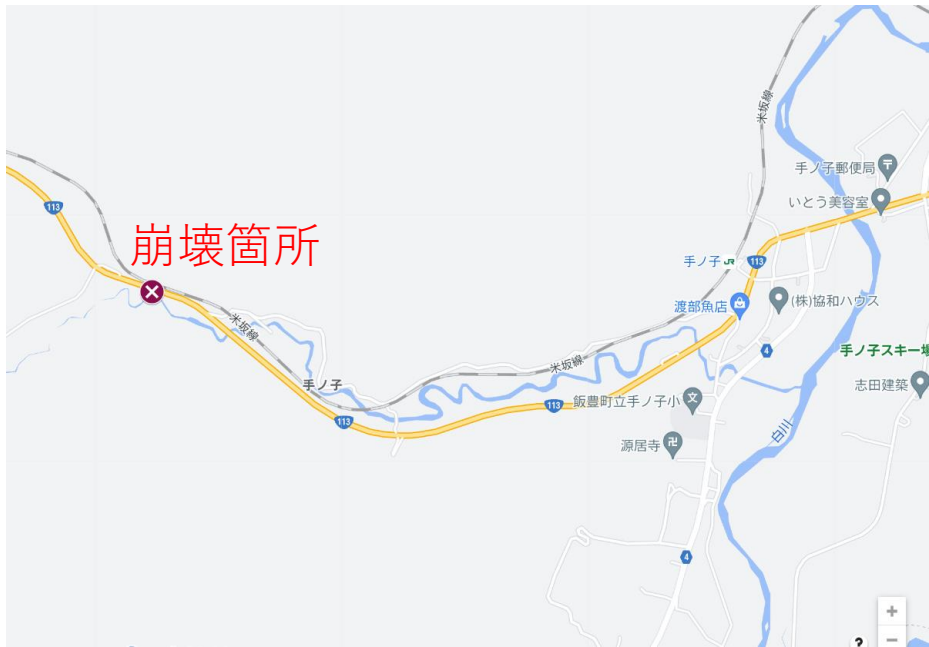 米坂線
手ノ子郵便局
いとう美容室
113
崩壊箇所
手ノ子
JR
113
渡部魚店
(株)協和ハウス
米坂線
4
手ノ子スキー場
米坂線
手ノ子
志田建築
113
飯豊町立手ノ子小
文
113
白川
源居寺
4
+
?
−